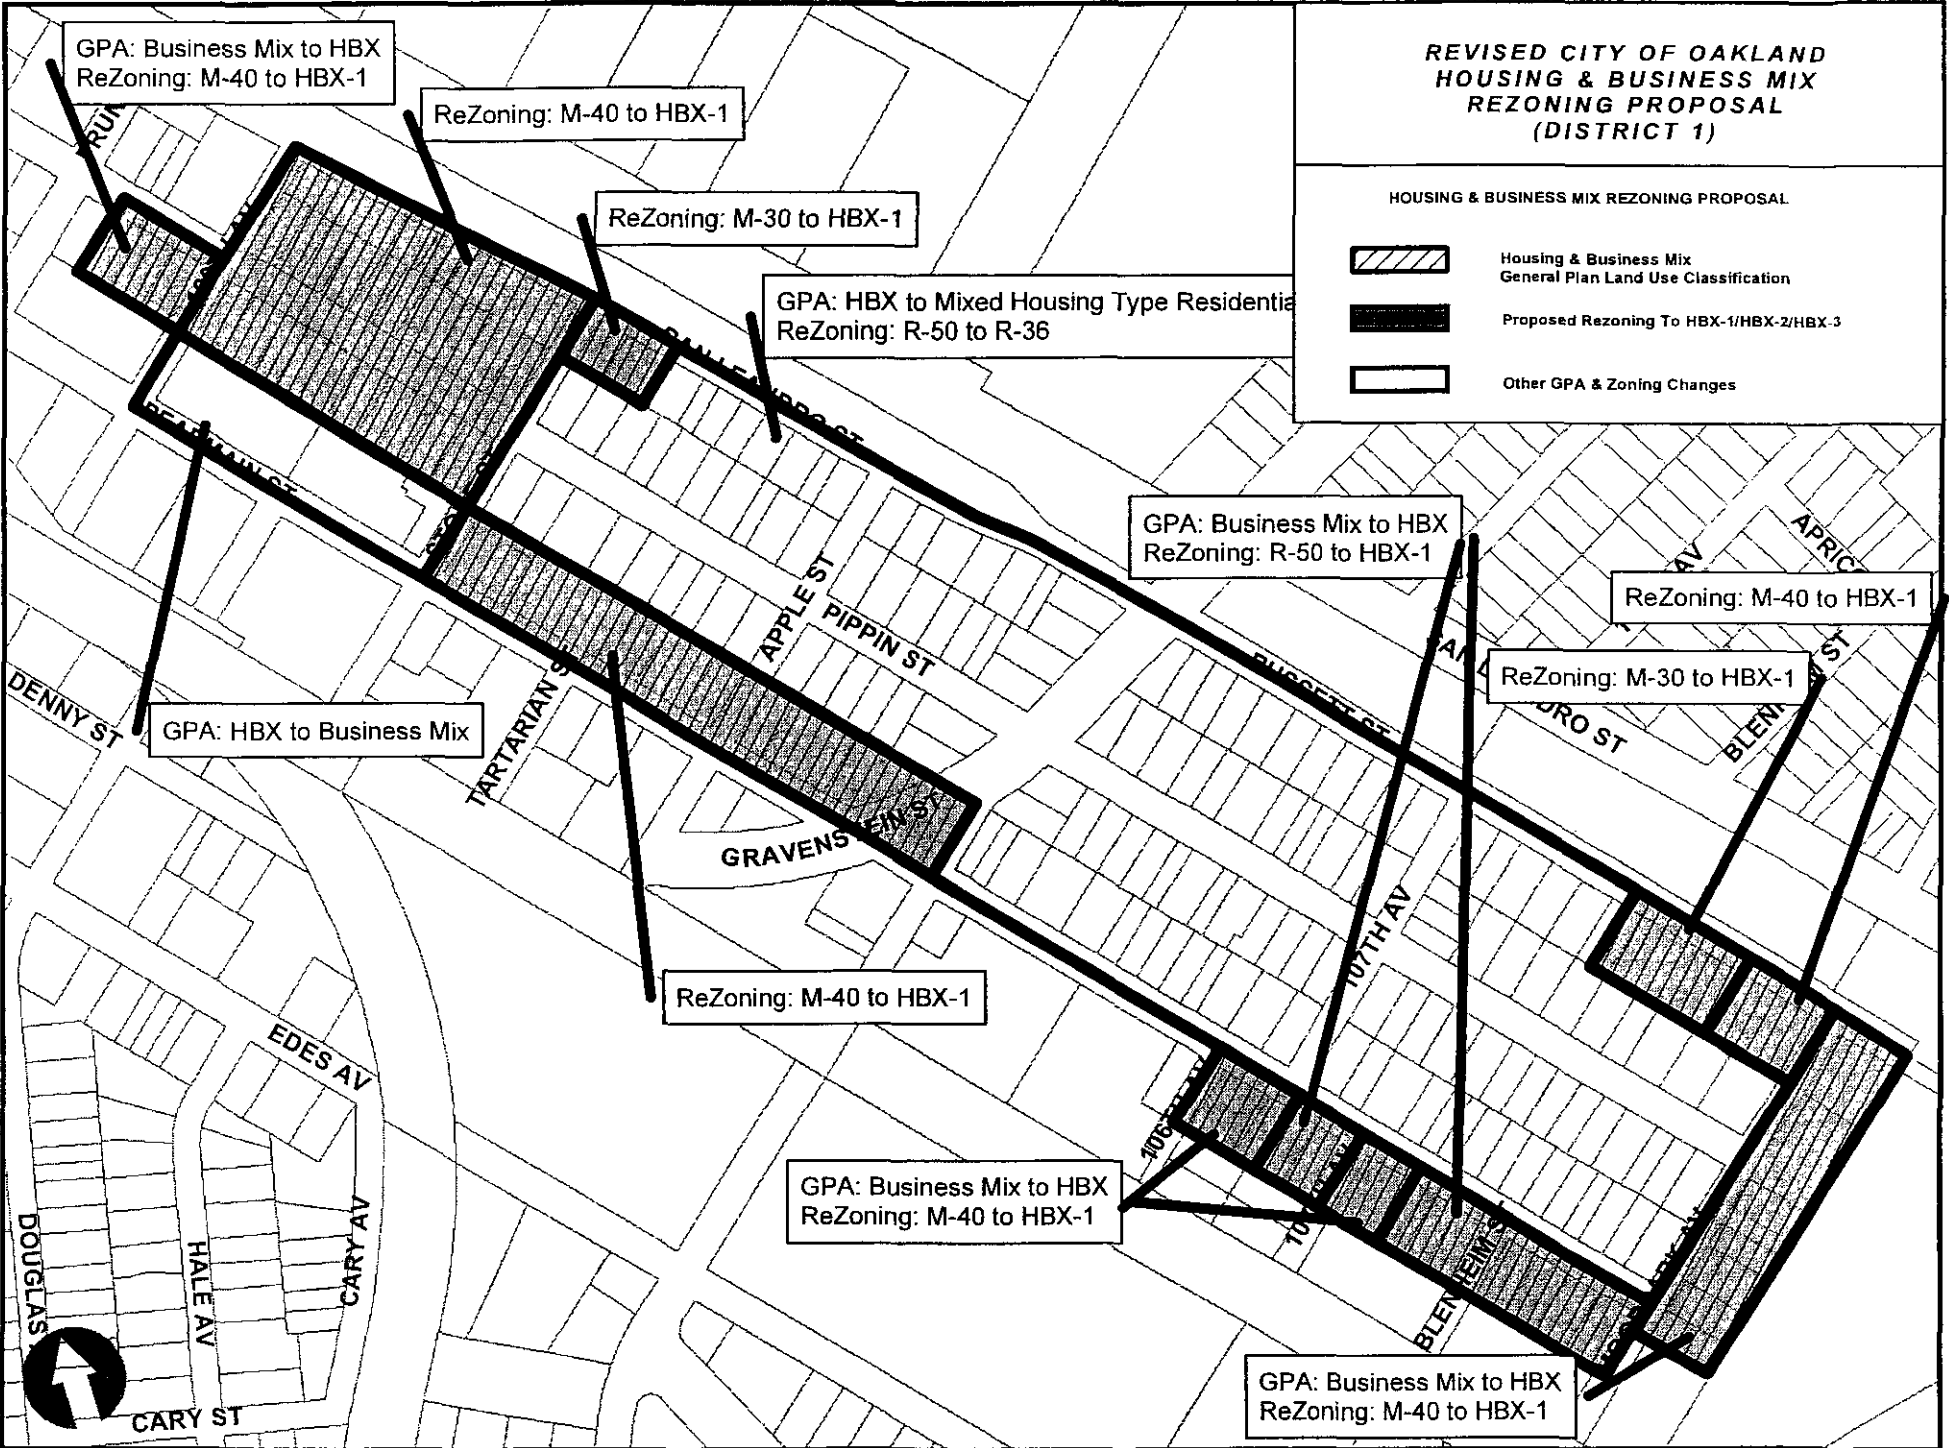 GPA: Business Mix to HBX
ReZoning: M-40 to HBX-1
ReZoning: M-40 to HBX-1
ReZoning: M-30 to HBX-1
GPA: HBX to Mixed Housing Type Residentia
ReZoning: R-50 to R-36
REVISED CITY OF OAKLAND
HOUSING & BUSINESS MIX
REZONING PROPOSAL
(DISTRICT 1)
HOUSING & BUSINESS MIX REZONING PROPOSAL
Housing & Business Mix
General Plan Land Use Classification
Proposed Rezoning To HBX-1/HBX-2/HBX-3
Other GPA & Zoning Changes
GPA: Business Mix to HBX
ReZoning: R-50 to HBX-1
ReZoning: M-40 to HBX-1
ReZoning: M-30 to HBX-1
APPLE ST
PIPPIN ST
RUSSETT ST
DENNY ST
GPA: HBX to Business Mix
TARTARIAN ST
GRAVENSTEIN ST
107TH AV
ReZoning: M-40 to HBX-1
EDES AV
GPA: Business Mix to HBX
ReZoning: M-40 to HBX-1
BLENHEIM ST
DOUGLAS
HALE AV
CARY AV
CARY ST
GPA: Business Mix to HBX
ReZoning: M-40 to HBX-1